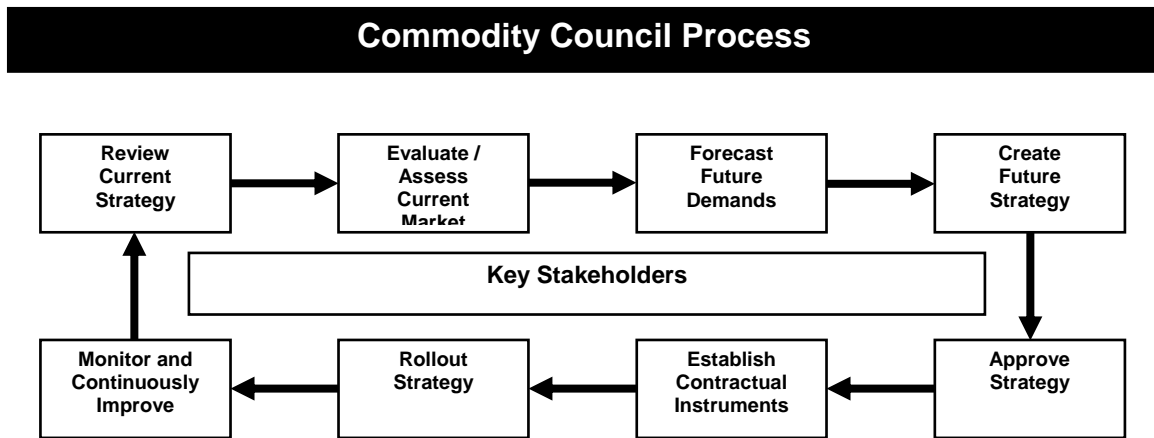 Commodity Council Process
Review
Current
Strategy
Evaluate /
Assess
Current
Market
Forecast
Future
Demands
Create
Future
Strategy
Key Stakeholders
Monitor and
Continuously
Improve
Rollout
Strategy
Establish
Contractual
Instruments
Approve
Strategy